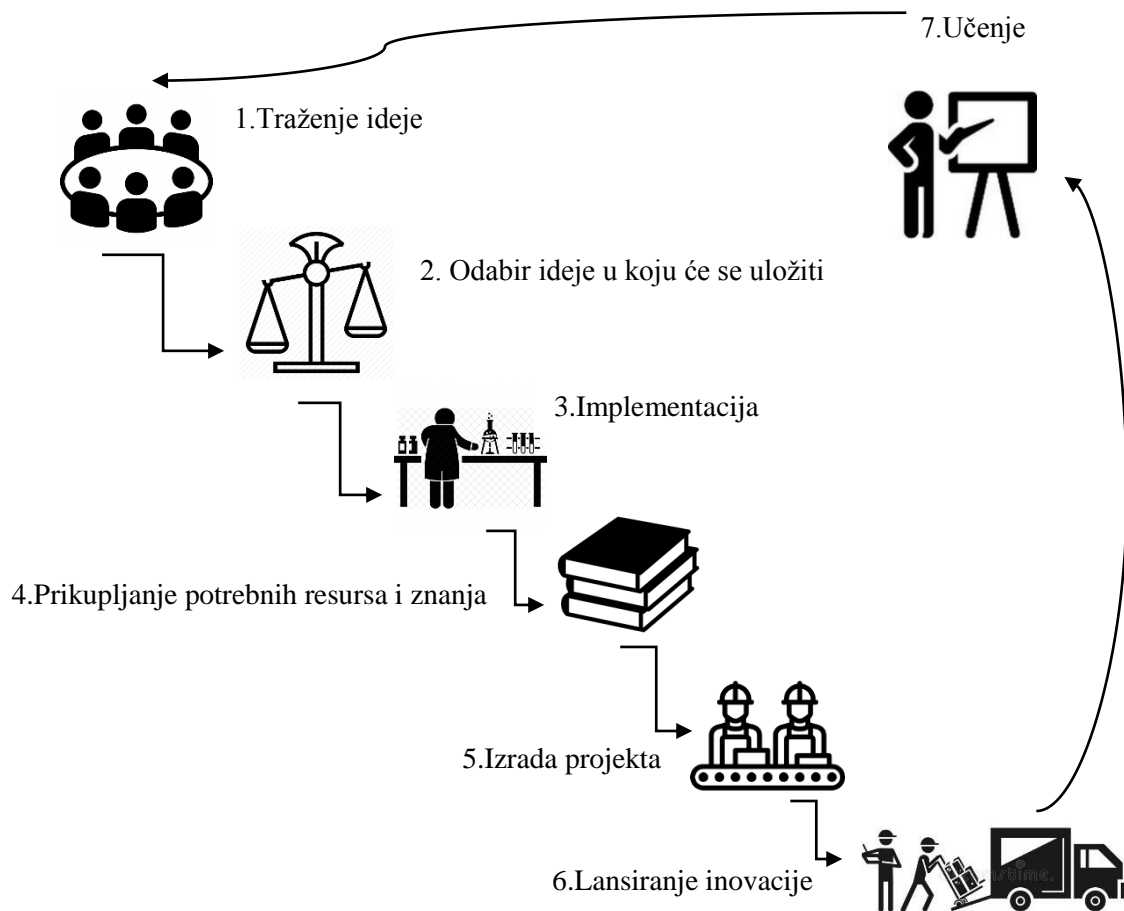 7.Učenje
1.Traženje ideje
2. Odabir ideje u koju će se uložiti
3.Implementacija
4.Prikupljanje potrebnih resursa i znanja
5.Izrada projekta
6.Lansiranje inovacije